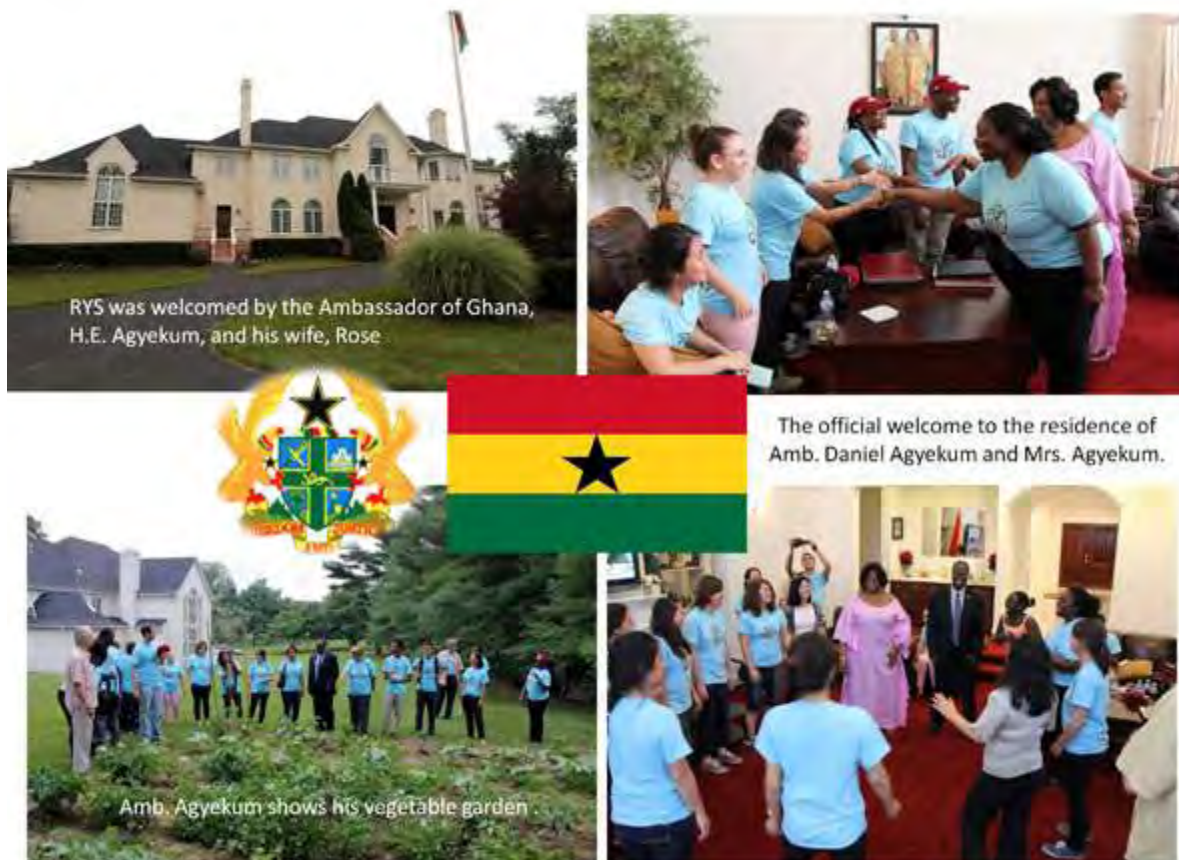 RYS was welcomed by the Ambassador of Ghana,
H.E. Agyekum, and his wife, Rose
The official welcome to the residence of
Amb. Daniel Agyekum and Mrs. Agyekum.
Amb. Agyekum shows his vegetable garden .